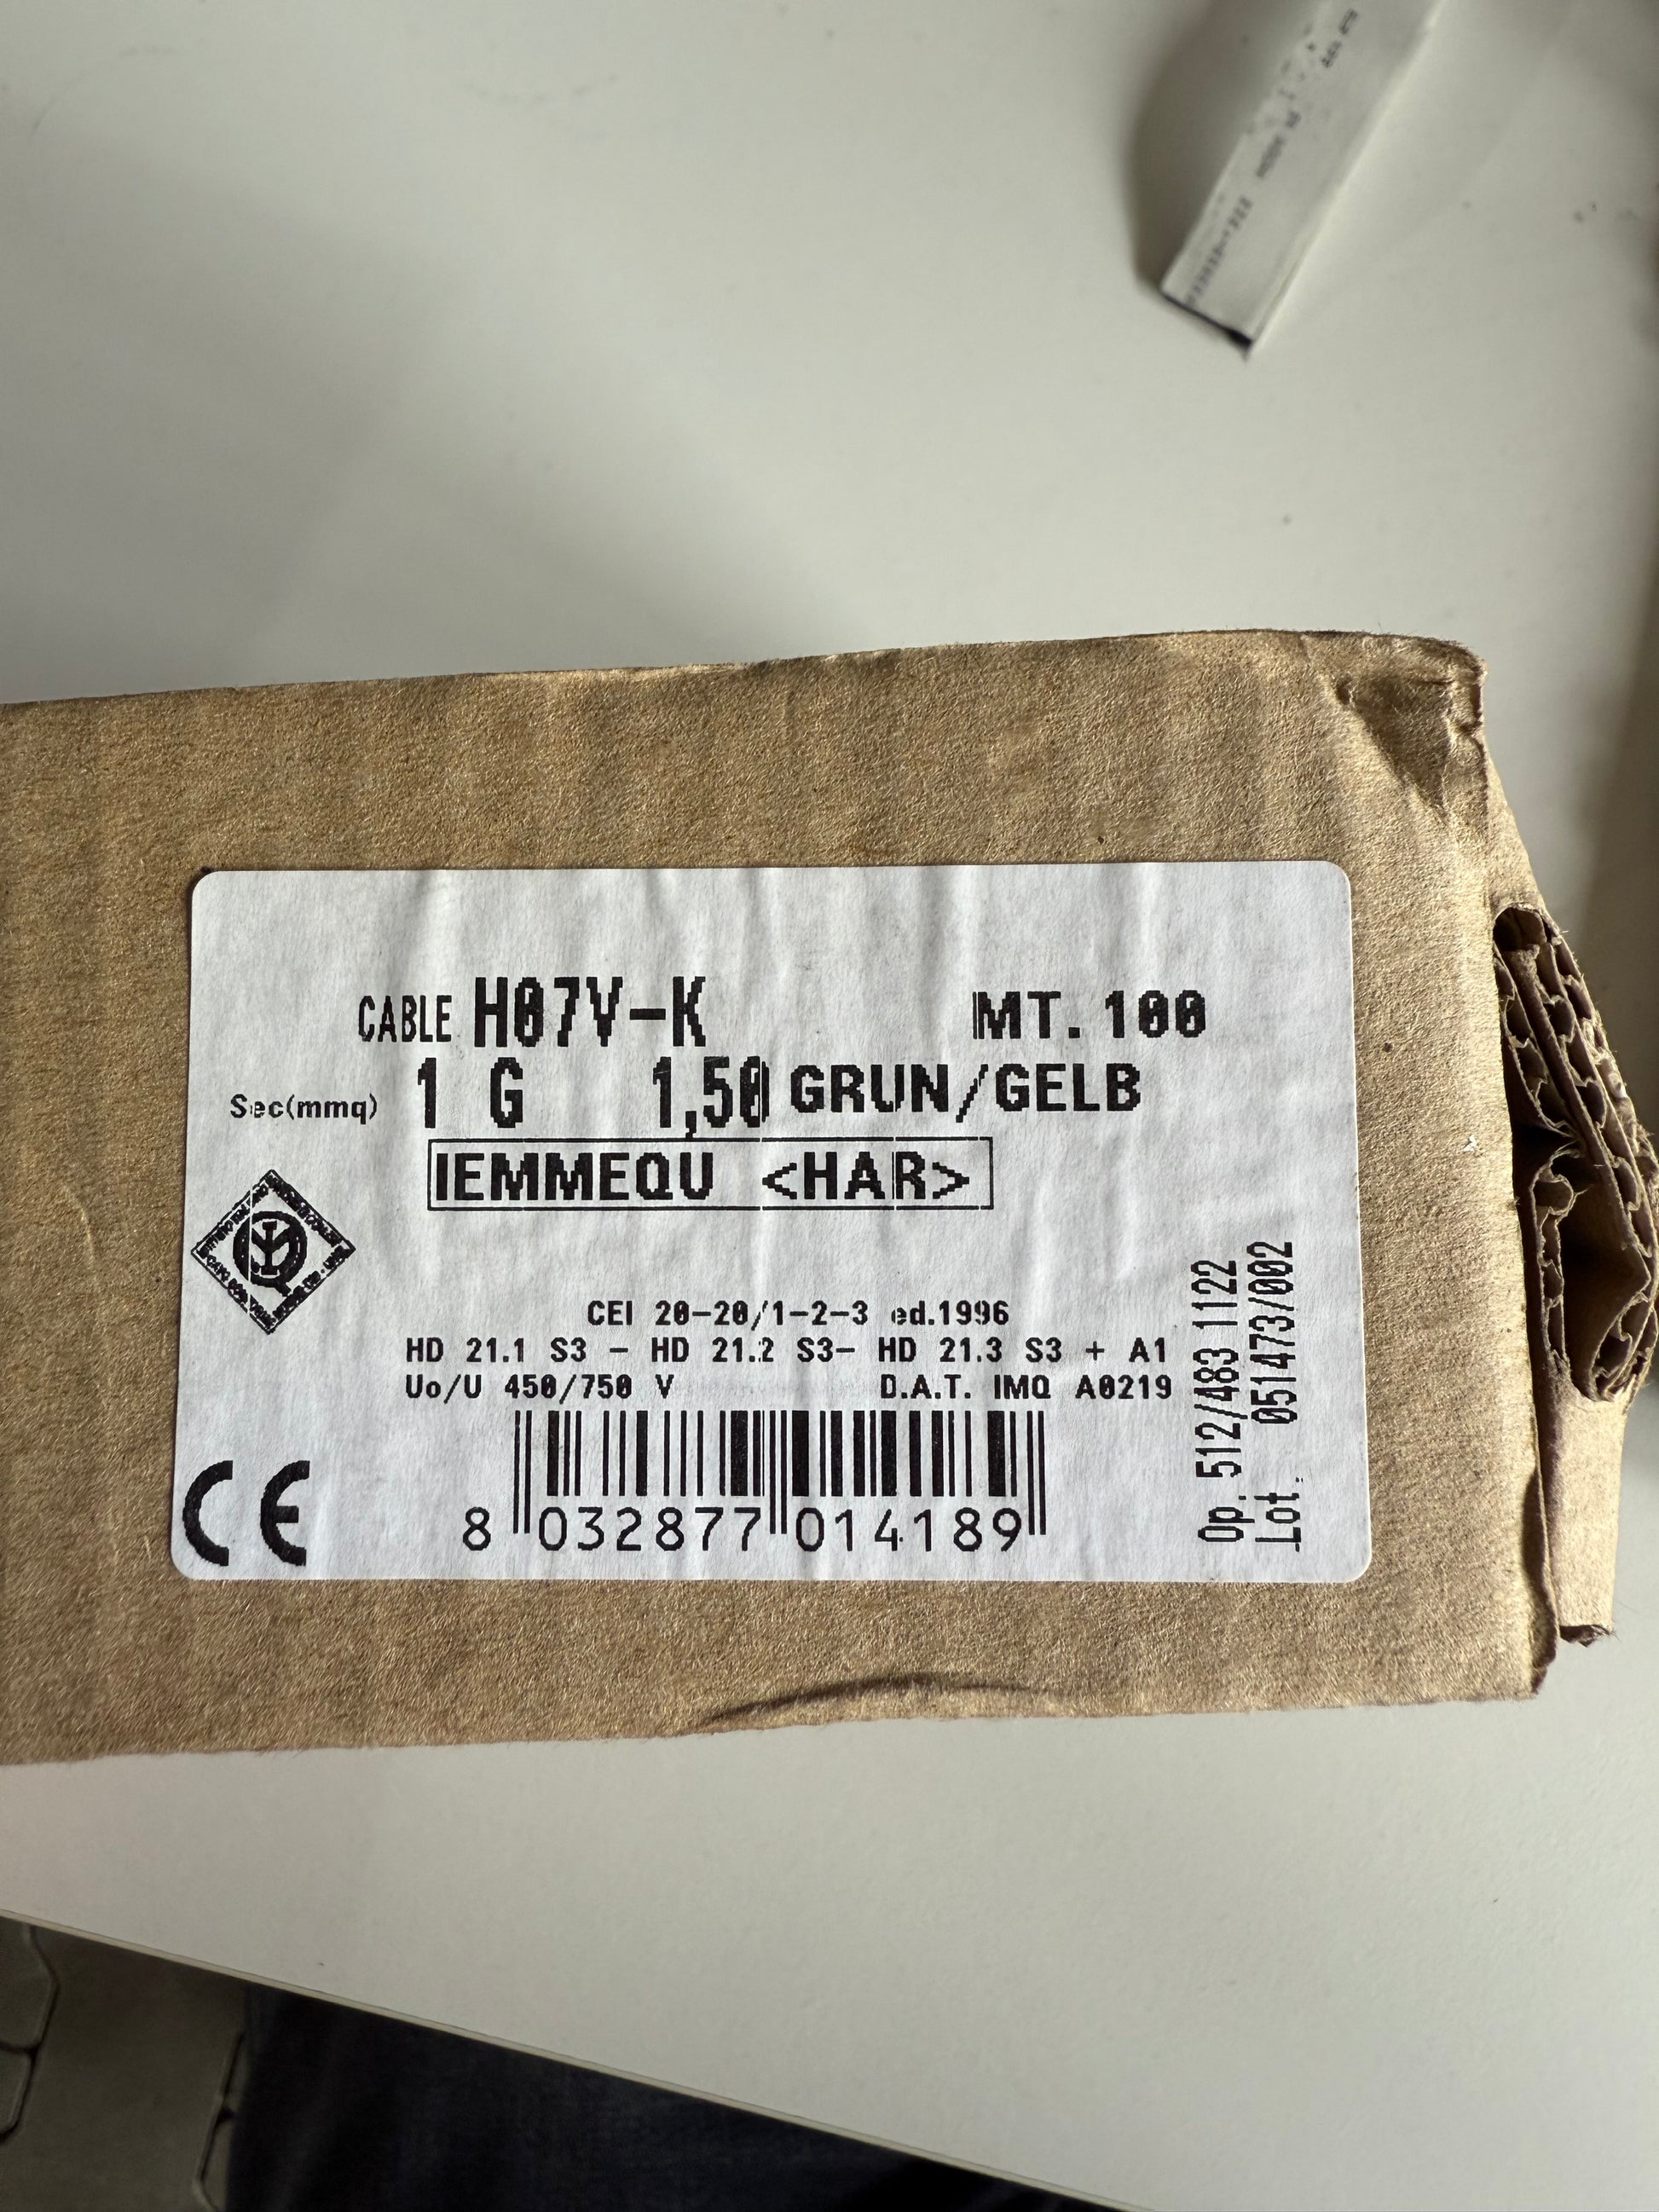 CABLE H07V-K MT. 100
Sec(mmq) 1 G 1,50 GRUN/GELB
IEMMEQU <HAR>
CEI 20-20/1-2-3 ed.1996
HD 21.1 S3 - HD 21.2 S3- HD 21.3 S3 + A1
Uo/U 450/750 V D.A.T. IMQ A0219
CE
8 032877 014189
Op. 512/483 1122
Lot. 051473/002